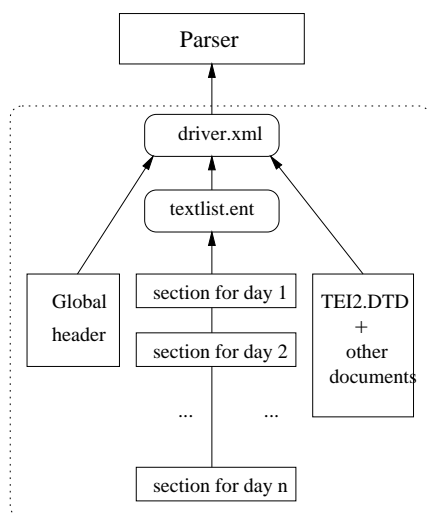 Parser
driver.xml
textlist.ent
Global
header
section for day 1
section for day 2
... ...
section for day n
TEI2.DTD
+
other
documents